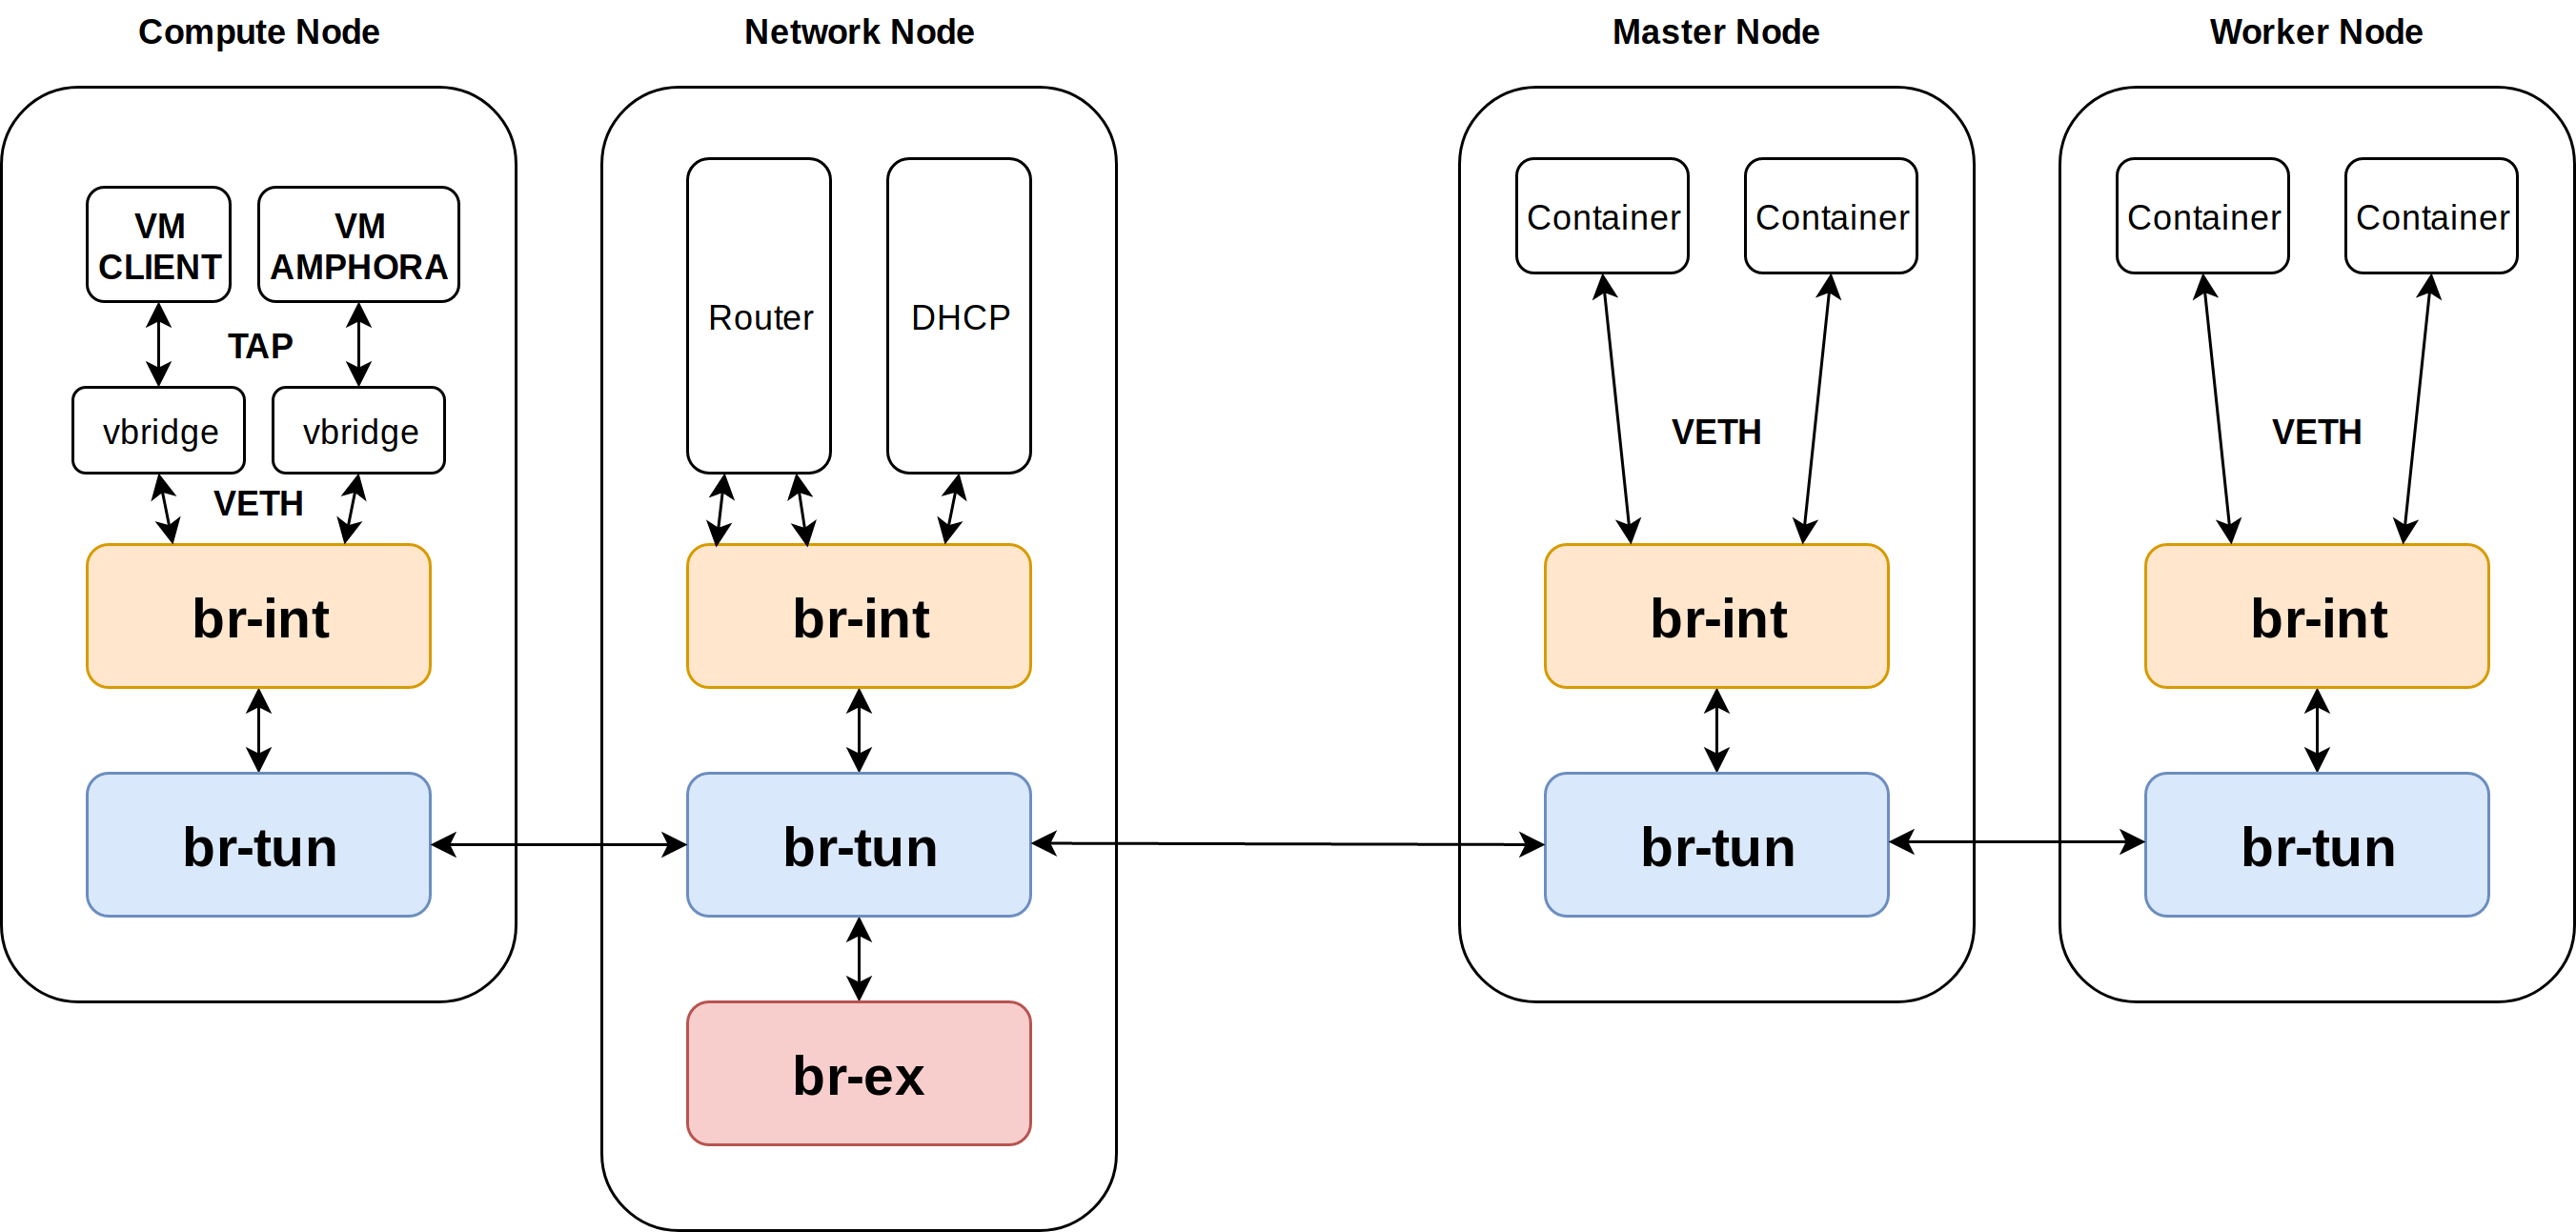 Compute Node
Network Node
Master Node
Worker Node
VM
CLIENT
VM
AMPHORA
TAP
vbridge
vbridge
VETH
br-int
br-tun
Router
DHCP
br-int
br-tun
br-ex
Container
Container
VETH
br-int
br-tun
Container
Container
VETH
br-int
br-tun